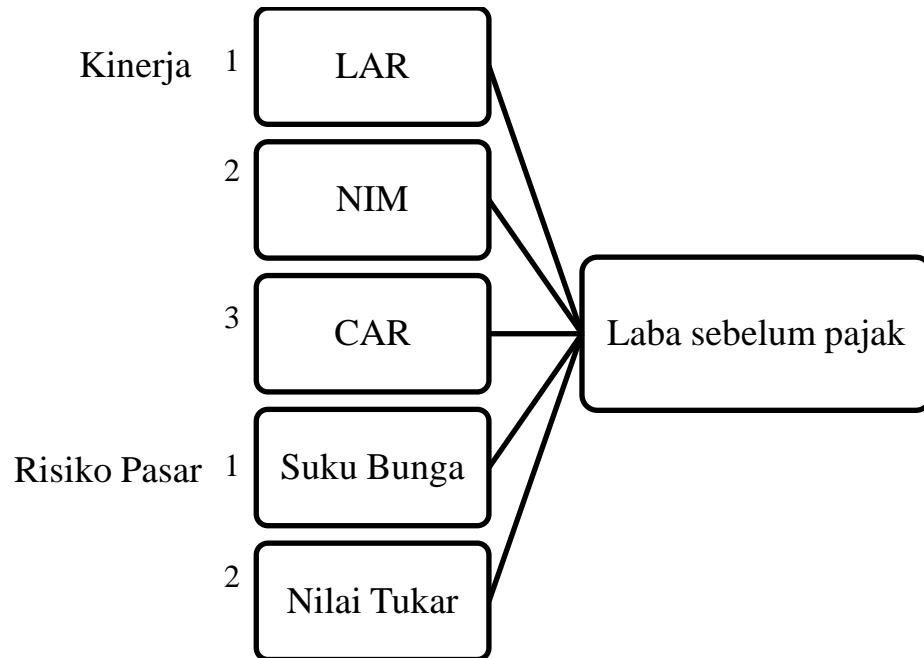 Kinerja 1 LAR
2 NIM
3 CAR
Laba sebelum pajak
Risiko Pasar 1 Suku Bunga
2 Nilai Tukar